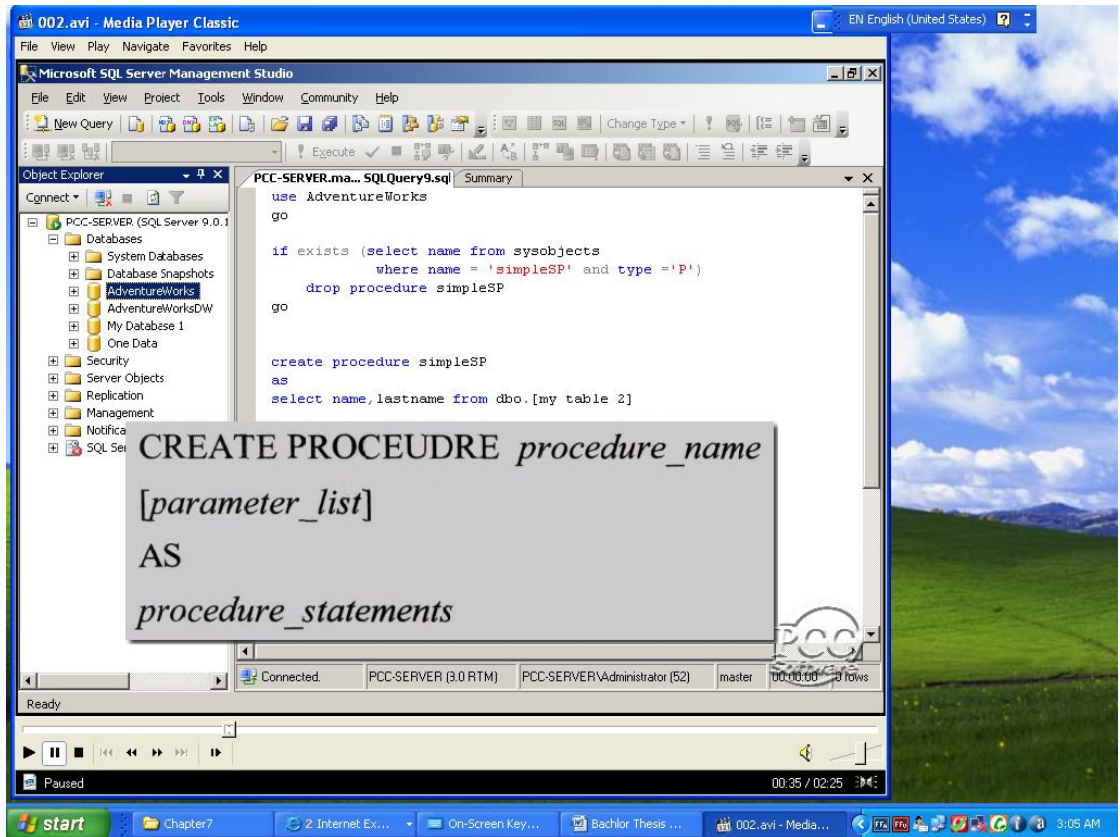 002.avi - Media Player Classic
EN English (United States)
File View Play Navigate Favorites Help
Microsoft SQL Server Management Studio
File Edit View Project Tools Window Community Help
New Query
Change Type
Execute
Object Explorer
PCC-SERVER.ma... SQLQuery9.sql
Summary
Connect
PCC-SERVER (SQL Server 9.0.1
Databases
System Databases
Database Snapshots
AdventureWorks
AdventureWorksDW
My Database 1
One Data
Security
Server Objects
Replication
Management
Notifica
SQL Ser
use AdventureWorks
go
if exists (select name from sysobjects
where name = 'simpleSP' and type ='P')
drop procedure simpleSP
go
create procedure simpleSP
as
select name,lastname from dbo.[my table 2]
CREATE PROCEUDRE procedure_name
[parameter_list]
AS
procedure_statements
PCC
Software
Connected.
PCC-SERVER (9.0 RTM)
PCC-SERVER\Administrator (52)
master
00:00:00
0 rows
Ready
Paused
00:35 / 02:25
start
Chapter7
2 Internet Ex...
On-Screen Key...
Bachlor Thesis ...
002.avi - Media...
3:05 AM